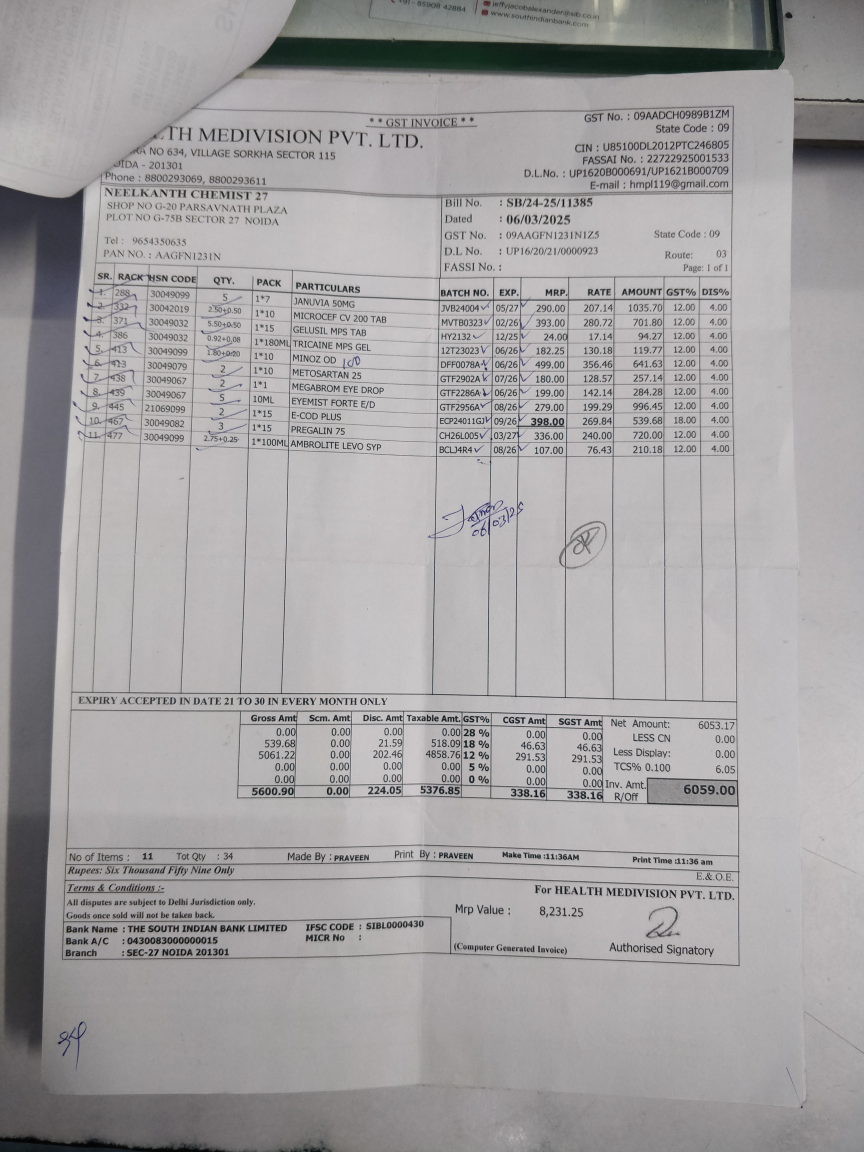 +91 - 85908 42884
jeffyjacobalexander@sib.co.in
www.southindianbank.com
* * GST INVOICE * *
LTH MEDIVISION PVT. LTD.
NO 634, VILLAGE SORKHA SECTOR 115
NOIDA - 201301
Phone : 8800293069, 8800293611
GST No. : 09AADCH0989B1ZM
State Code : 09
CIN : U85100DL2012PTC246805
FASSAI No. : 22722925001533
D.L.No. : UP1620B000691/UP1621B000709
E-mail : hmpl119@gmail.com
NEELKANTH CHEMIST 27
SHOP NO G-20 PARSAVNATH PLAZA
PLOT NO G-75B SECTOR 27 NOIDA
Tel : 9654350635
PAN NO. : AAGFN1231N
Bill No. : SB/24-25/11385
Dated : 06/03/2025
GST No. : 09AAGFN1231N1Z5 State Code : 09
D.L No. : UP16/20/21/0000923 Route: 03
FASSI No. : Page: 1 of 1
SR. RACK HSN CODE QTY. PACK PARTICULARS BATCH NO. EXP. MRP. RATE AMOUNT GST% DIS%
1. 288 30049099 5 1*7 JANUVIA 50MG JVB24004 05/27 290.00 207.14 1035.70 12.00 4.00
2. 332 30042019 2.50+0.50 1*10 MICROCEF CV 200 TAB MVTB0323 02/26 393.00 280.72 701.80 12.00 4.00
3. 371 30049032 5.50+0.50 1*15 GELUSIL MPS TAB HY2132 12/25 24.00 17.14 94.27 12.00 4.00
4. 386 30049032 0.92+0.08 1*180ML TRICAINE MPS GEL 12T23023 06/26 182.25 130.18 119.77 12.00 4.00
5. 413 30049099 1.80+0.20 1*10 MINOZ OD 100 DFF0078A 06/26 499.00 356.46 641.63 12.00 4.00
6. 413 30049079 2 1*10 METOSARTAN 25 GTF2902A 07/26 180.00 128.57 257.14 12.00 4.00
7. 438 30049067 2 1*1 MEGABROM EYE DROP GTF2286A 06/26 199.00 142.14 284.28 12.00 4.00
8. 439 30049067 5 10ML EYEMIST FORTE E/D GTF2956A 08/26 279.00 199.29 996.45 12.00 4.00
9. 445 21069099 2 1*15 E-COD PLUS ECP24011GJ 09/26 398.00 269.84 539.68 18.00 4.00
10. 467 30049082 3 1*15 PREGALIN 75 CH26L005 03/27 336.00 240.00 720.00 12.00 4.00
11. 477 30049099 2.75+0.25 1*100ML AMBROLITE LEVO SYP BCLJ4R4 08/26 107.00 76.43 210.18 12.00 4.00
06/03/25
EXPIRY ACCEPTED IN DATE 21 TO 30 IN EVERY MONTH ONLY
Gross Amt Scm. Amt Disc. Amt Taxable Amt. GST% CGST Amt SGST Amt
0.00 0.00 0.00 0.00 28 % 0.00 0.00
539.68 0.00 21.59 518.09 18 % 46.63 46.63
5061.22 0.00 202.46 4858.76 12 % 291.53 291.53
0.00 0.00 0.00 0.00 5 % 0.00 0.00
0.00 0.00 0.00 0.00 0 % 0.00 0.00
5600.90 0.00 224.05 5376.85 338.16 338.16
Net Amount: 6053.17
LESS CN 0.00
Less Display: 0.00
TCS% 0.100 6.05
Inv. Amt. 6059.00
R/Off
No of Items : 11 Tot Qty : 34 Made By : PRAVEEN Print By : PRAVEEN Make Time :11:36AM Print Time :11:36 am
Rupees: Six Thousand Fifty Nine Only
E.& O.E.
Terms & Conditions :-
All disputes are subject to Delhi Jurisdiction only.
Goods once sold will not be taken back.
For HEALTH MEDIVISION PVT. LTD.
Mrp Value : 8,231.25
Bank Name : THE SOUTH INDIAN BANK LIMITED IFSC CODE : SIBL0000430
Bank A/C : 0430083000000015 MICR No :
Branch : SEC-27 NOIDA 201301
(Computer Generated Invoice)
Authorised Signatory
34